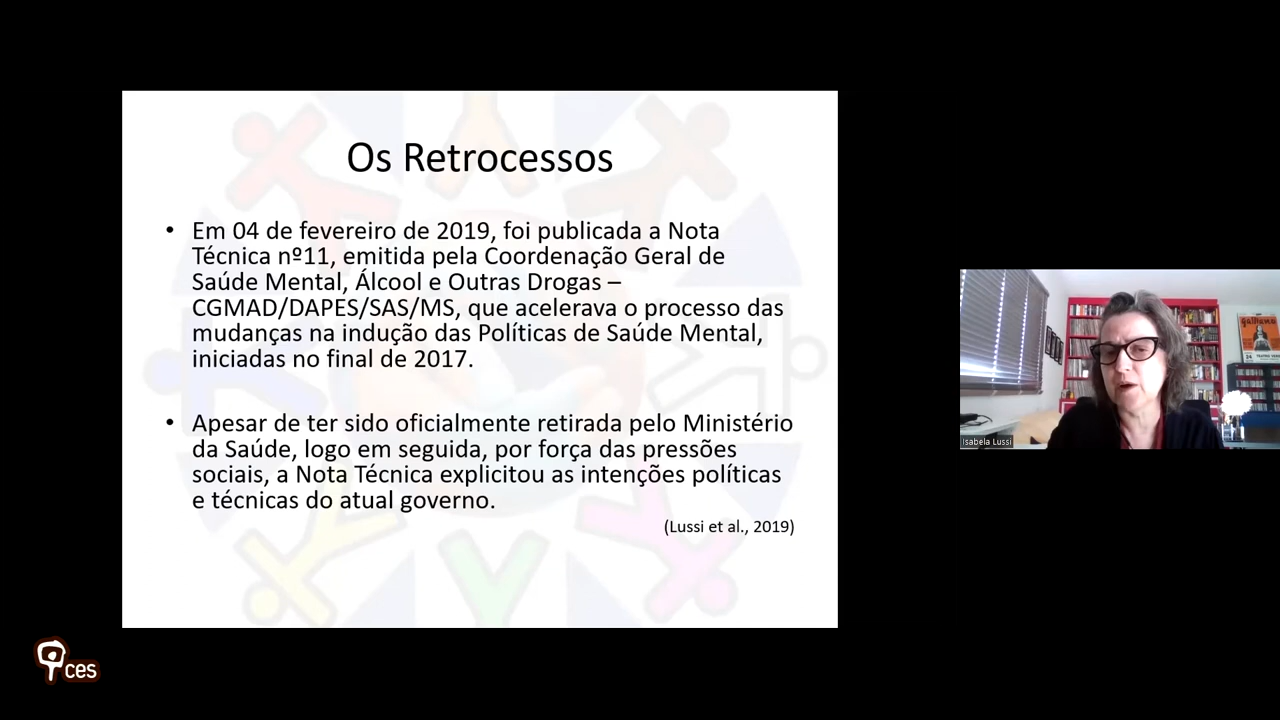 Os Retrocessos
• Em 04 de fevereiro de 2019, foi publicada a Nota
Técnica nº11, emitida pela Coordenação Geral de
Saúde Mental, Álcool e Outras Drogas –
CGMAD/DAPES/SAS/MS, que acelerava o processo das
mudanças na indução das Políticas de Saúde Mental,
iniciadas no final de 2017.
• Apesar de ter sido oficialmente retirada pelo Ministério
da Saúde, logo em seguida, por força das pressões
sociais, a Nota Técnica explicitou as intenções políticas
e técnicas do atual governo.
(Lussi et al., 2019)
Isabela Lussi
ces